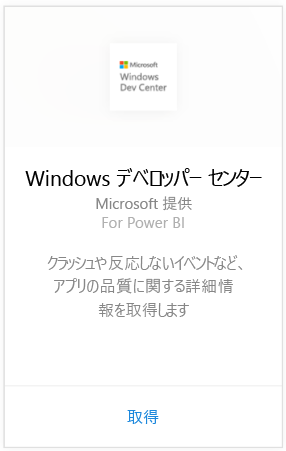 Microsoft
Windows
Dev Center
Windows デベロッパー センター
Microsoft 提供
For Power BI
クラッシュや反応しないイベントなど、
アプリの品質に関する詳細情
報を取得します
取得